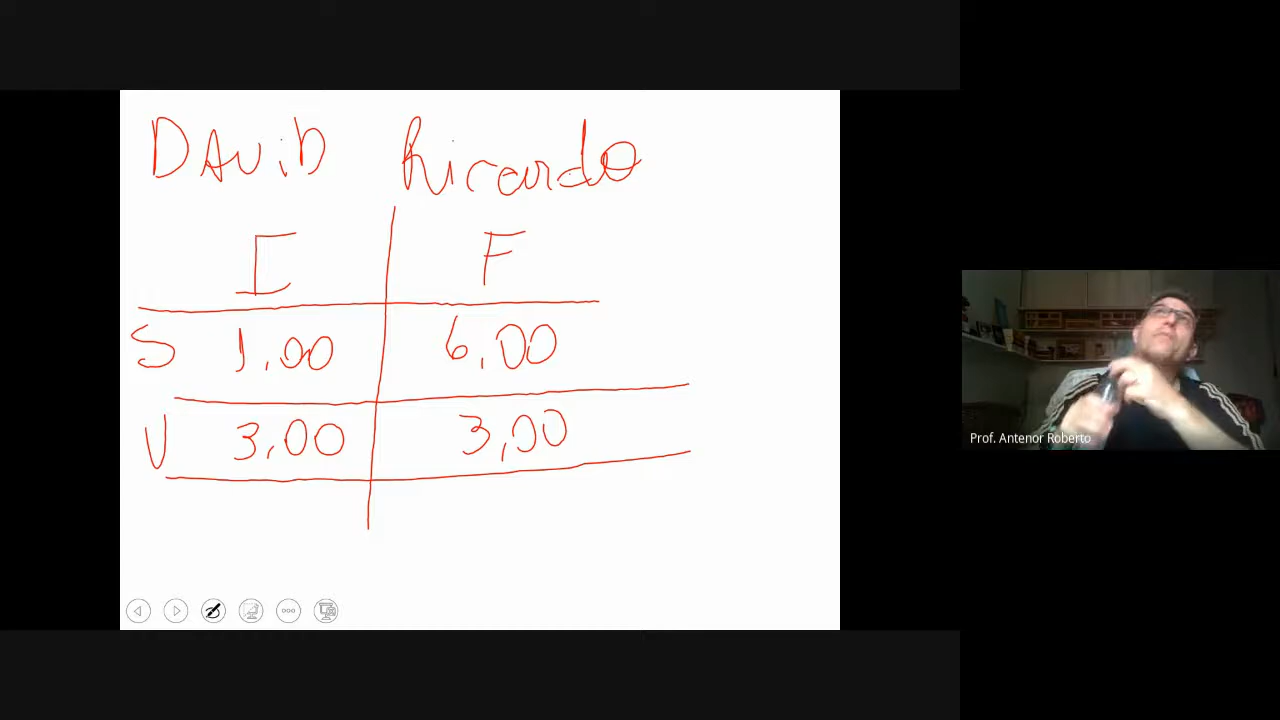 DAviD Ricardo
I F
S 1,00 6,00
V 3,00 3,00
Prof. Antenor Roberto